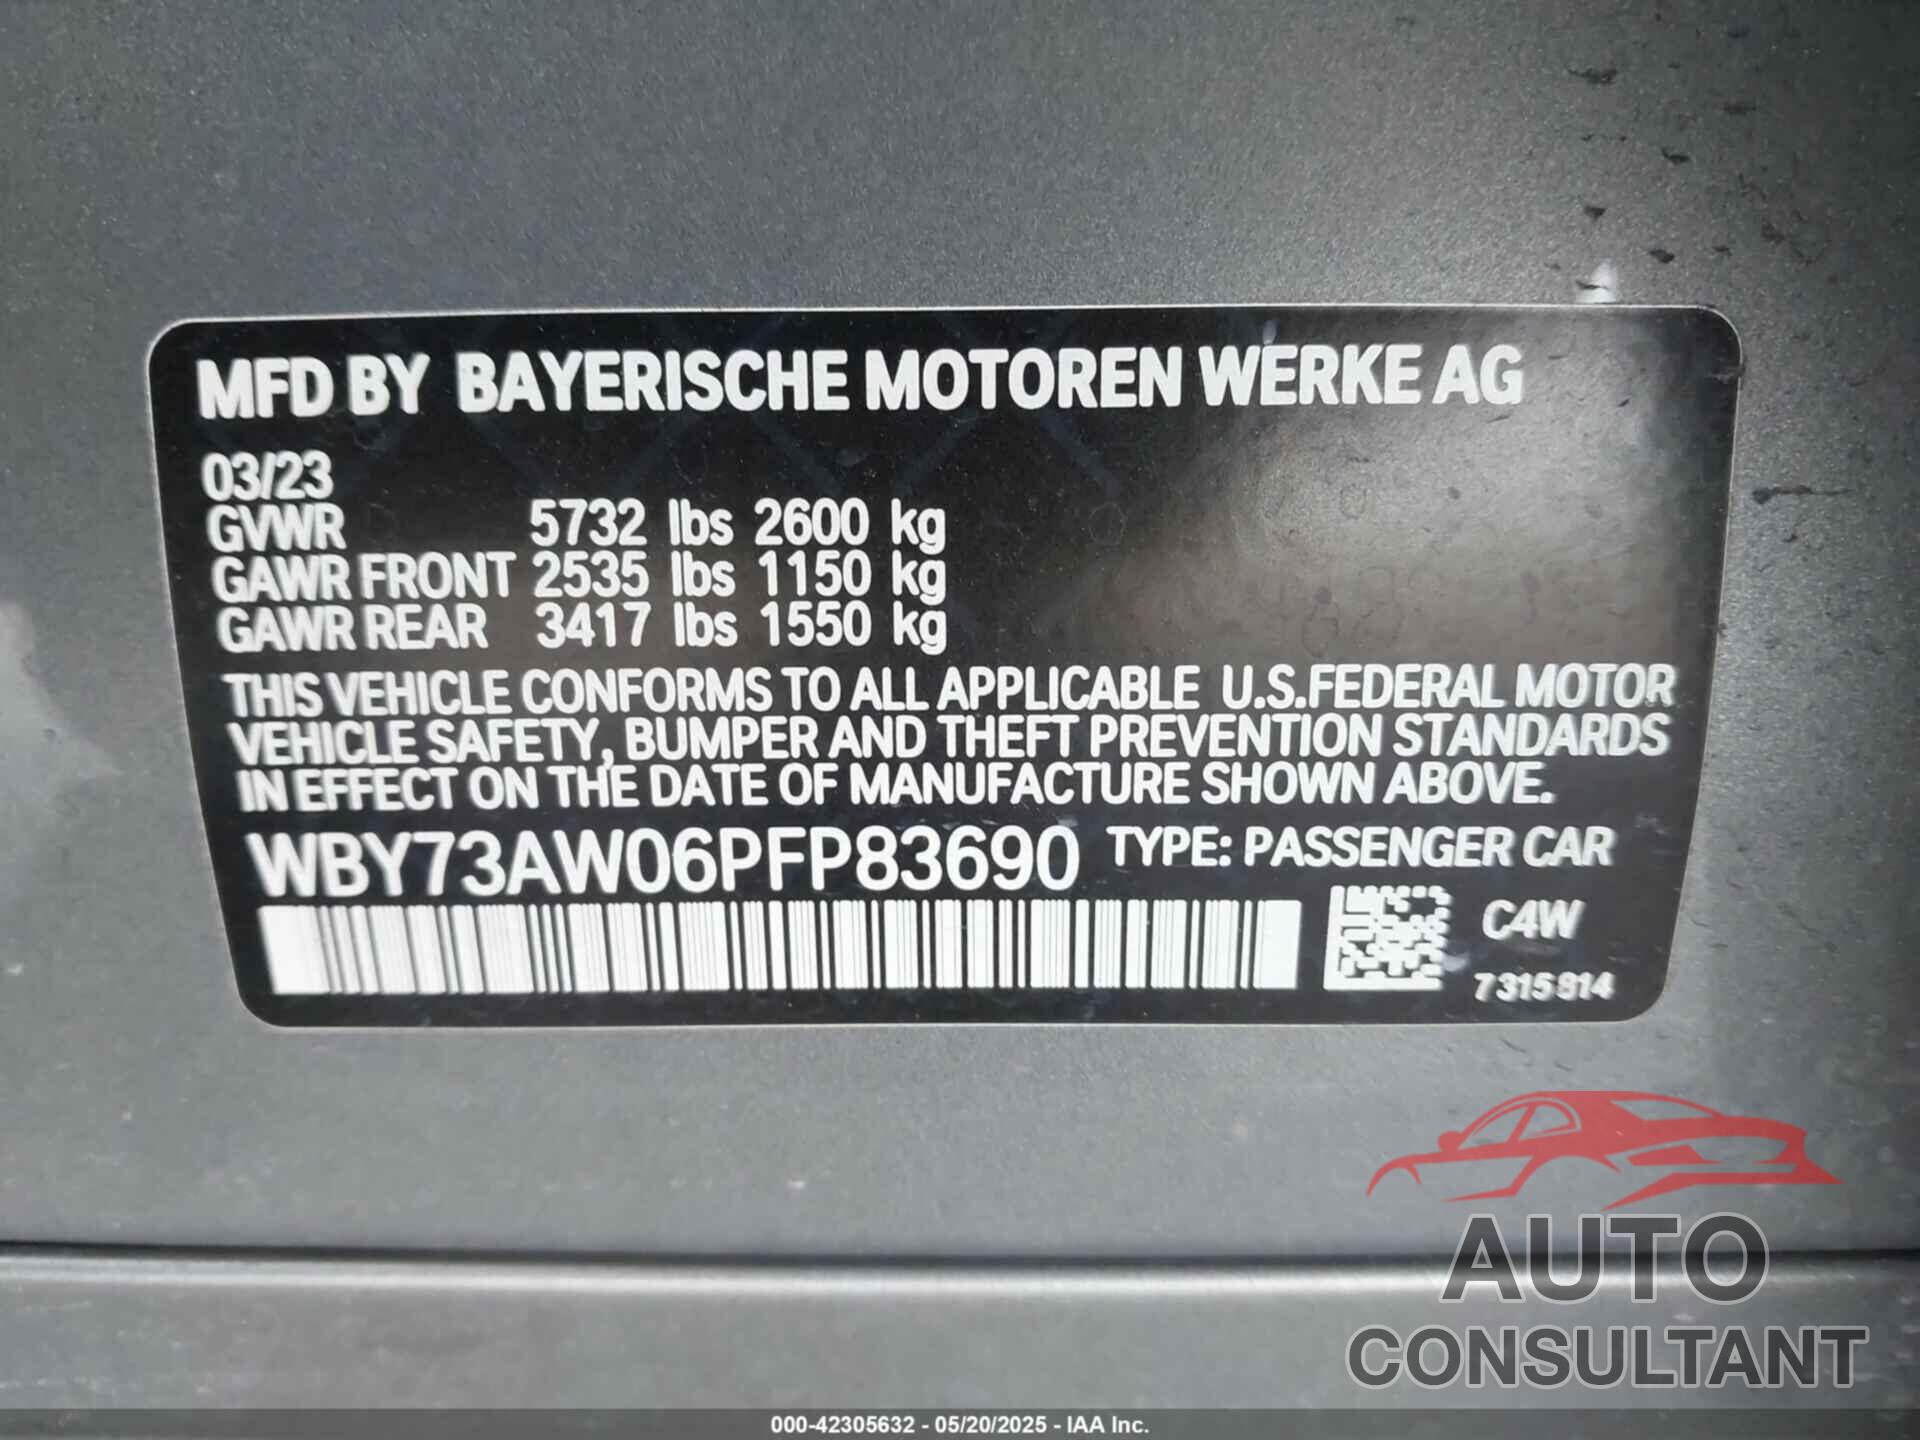 MFD BY BAYERISCHE MOTOREN WERKE AG
03/23
GVWR 5732 lbs 2600 kg
GAWR FRONT 2535 lbs 1150 kg
GAWR REAR 3417 lbs 1550 kg
THIS VEHICLE CONFORMS TO ALL APPLICABLE U.S.FEDERAL MOTOR
VEHICLE SAFETY, BUMPER AND THEFT PREVENTION STANDARDS
IN EFFECT ON THE DATE OF MANUFACTURE SHOWN ABOVE.
WBY73AW06PFP83690 TYPE: PASSENGER CAR
C4W
7315814
AUTO
CONSULTANT
000-42305632 - 05/20/2025 - IAA Inc.